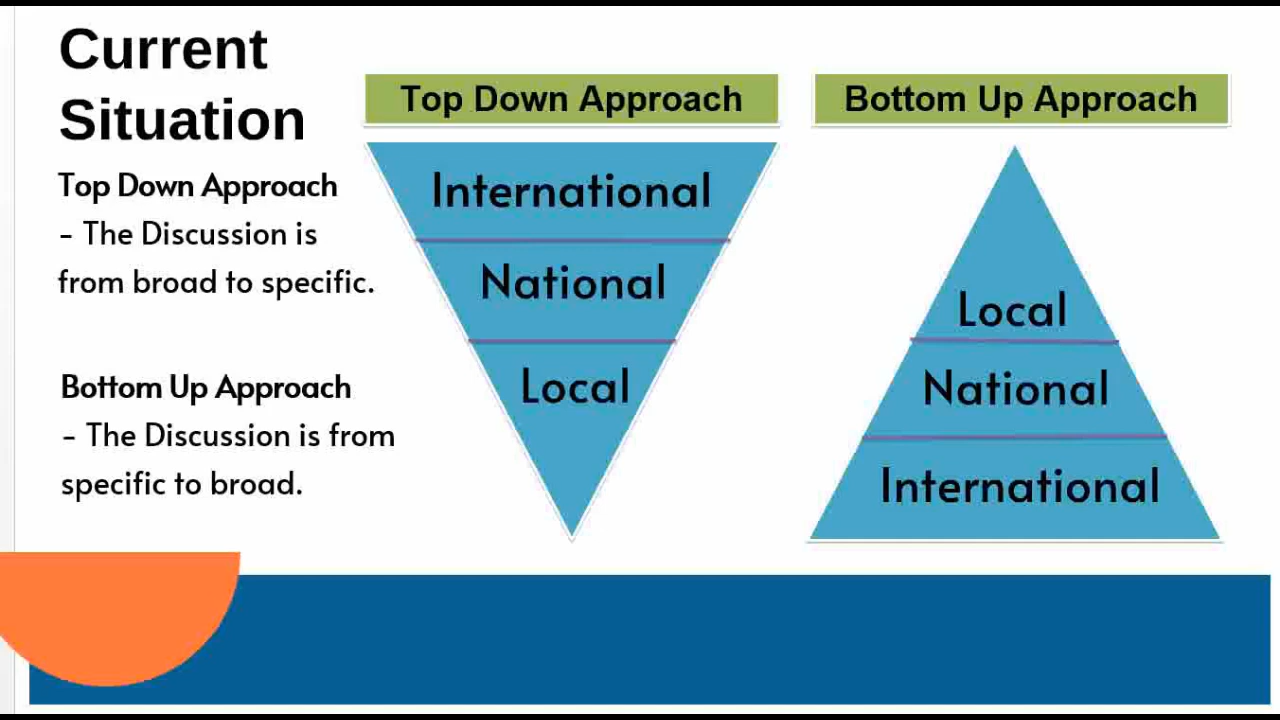 Current
Situation
Top Down Approach
- The Discussion is
from broad to specific.
Bottom Up Approach
- The Discussion is from
specific to broad.
Top Down Approach
International
National
Local
Bottom Up Approach
Local
National
International